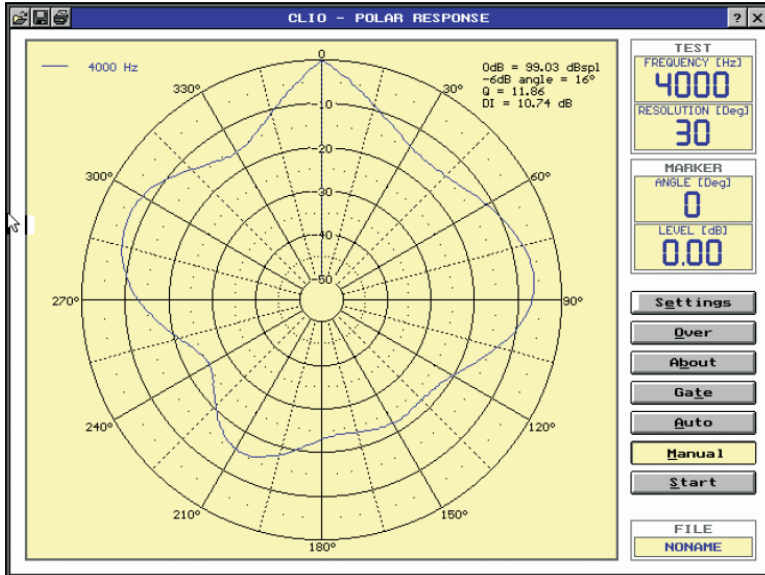 CLIO - POLAR RESPONSE
? X
4000 Hz
0dB = 99.03 dBspl
-6dB angle = 16°
Q = 11.86
DI = 10.74 dB
0
330°
30°
300°
60°
270°
90°
240°
120°
210°
150°
180°
-10
-20
-30
-40
-50
TEST
FREQUENCY [Hz]
4000
RESOLUTION [Deg]
30
MARKER
ANGLE [Deg]
0
LEVEL [dB]
0.00
Settings
Over
About
Gate
Auto
Manual
Start
FILE
NONAME